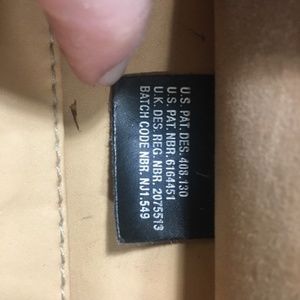 U.S. PAT. DES. 408.130
U.S. PAT. NBR. 6164451
U.K. DES. REG. NBR. 2075513
BATCH CODE NBR. NJ1.549